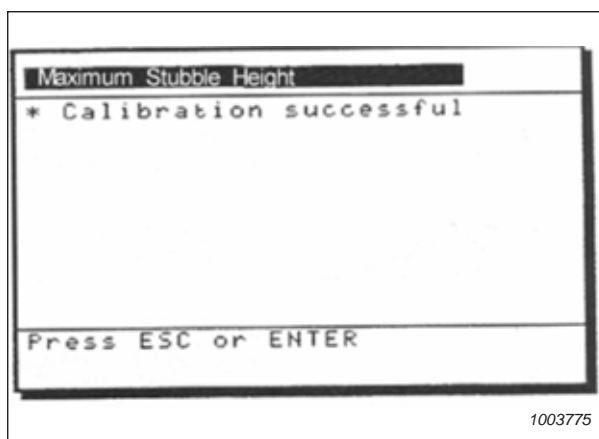 Maximum Stubble Height
* Calibration successful
Press ESC or ENTER
1003775